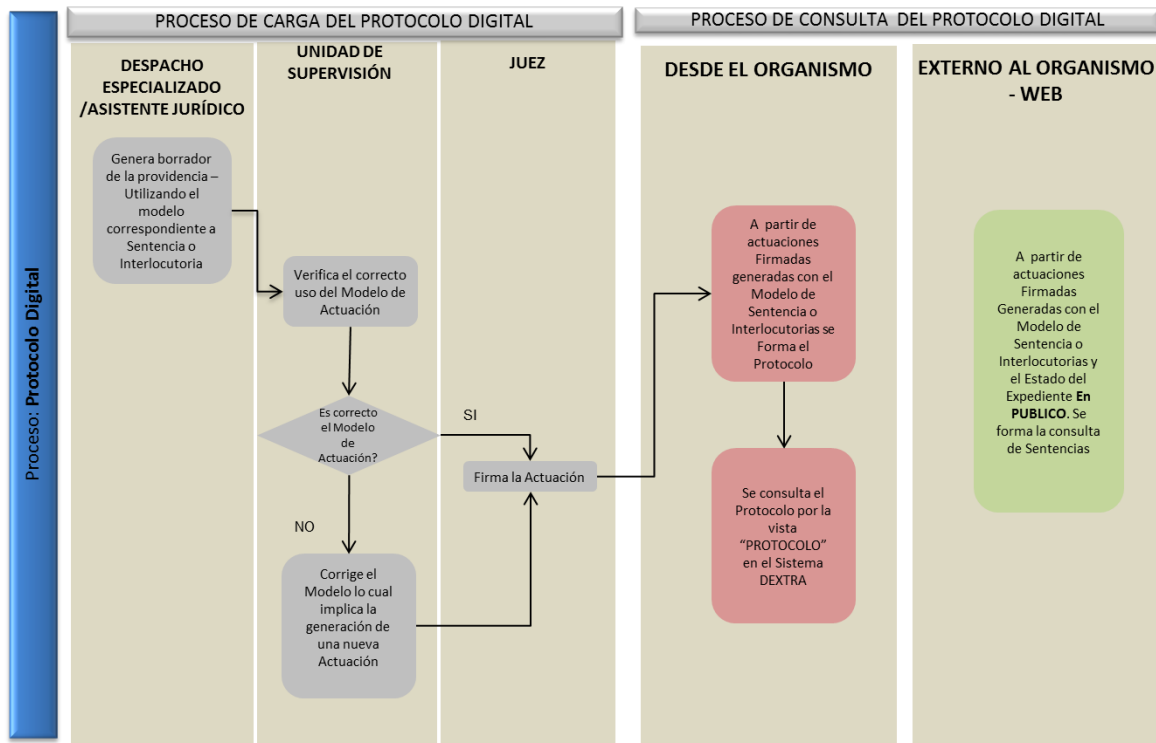 PROCESO DE CARGA DEL PROTOCOLO DIGITAL
PROCESO DE CONSULTA DEL PROTOCOLO DIGITAL
Proceso: Protocolo Digital
DESPACHO
ESPECIALIZADO
/ASISTENTE JURÍDICO
UNIDAD DE
SUPERVISIÓN
JUEZ
DESDE EL ORGANISMO
EXTERNO AL ORGANISMO
- WEB
Genera borrador
de la providencia –
Utilizando el
modelo
correspondiente a
Sentencia o
Interlocutoria
Verifica el correcto
uso del Modelo de
Actuación
Es correcto
el Modelo
de
Actuación?
SI
NO
Corrige el
Modelo lo cual
implica la
generación de
una nueva
Actuación
Firma la Actuación
A partir de
actuaciones
Firmadas
generadas con el
Modelo de
Sentencia o
Interlocutorias se
Forma el
Protocolo
Se consulta el
Protocolo por la
vista
“PROTOCOLO”
en el Sistema
DEXTRA
A partir de
actuaciones
Firmadas
Generadas con el
Modelo de
Sentencia o
Interlocutorias y
el Estado del
Expediente En
PUBLICO. Se
forma la consulta
de Sentencias